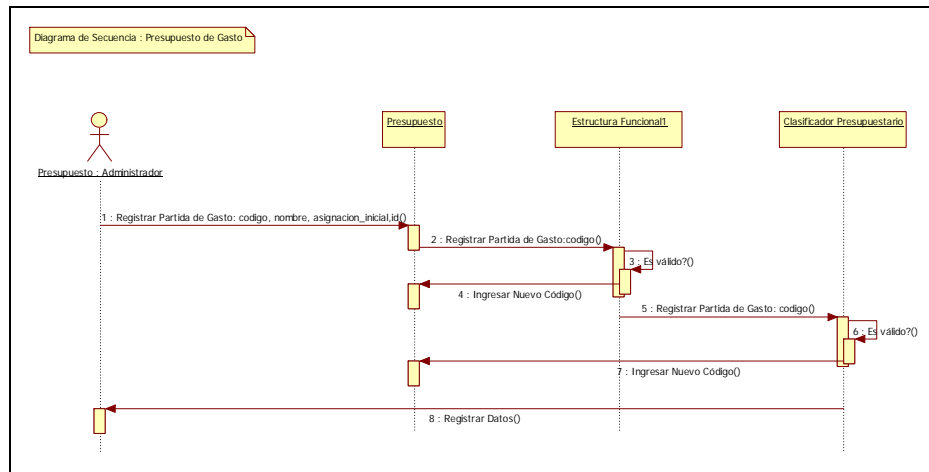 Diagrama de Secuencia : Presupuesto de Gasto
Presupuesto
Estructura Funcional1
Clasificador Presupuestario
Presupuesto : Administrador
1 : Registrar Partida de Gasto: codigo, nombre, asignacion_inicial,id()
2 : Registrar Partida de Gasto:codigo()
3 : Es válido?()
4 : Ingresar Nuevo Código()
5 : Registrar Partida de Gasto: codigo()
6 : Es válido?()
7 : Ingresar Nuevo Código()
8 : Registrar Datos()